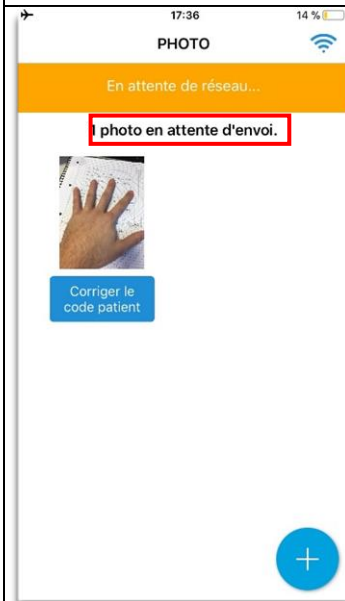 17:36
14 %
PHOTO
En attente de réseau...
1 photo en attente d'envoi.
Corriger le
code patient
+